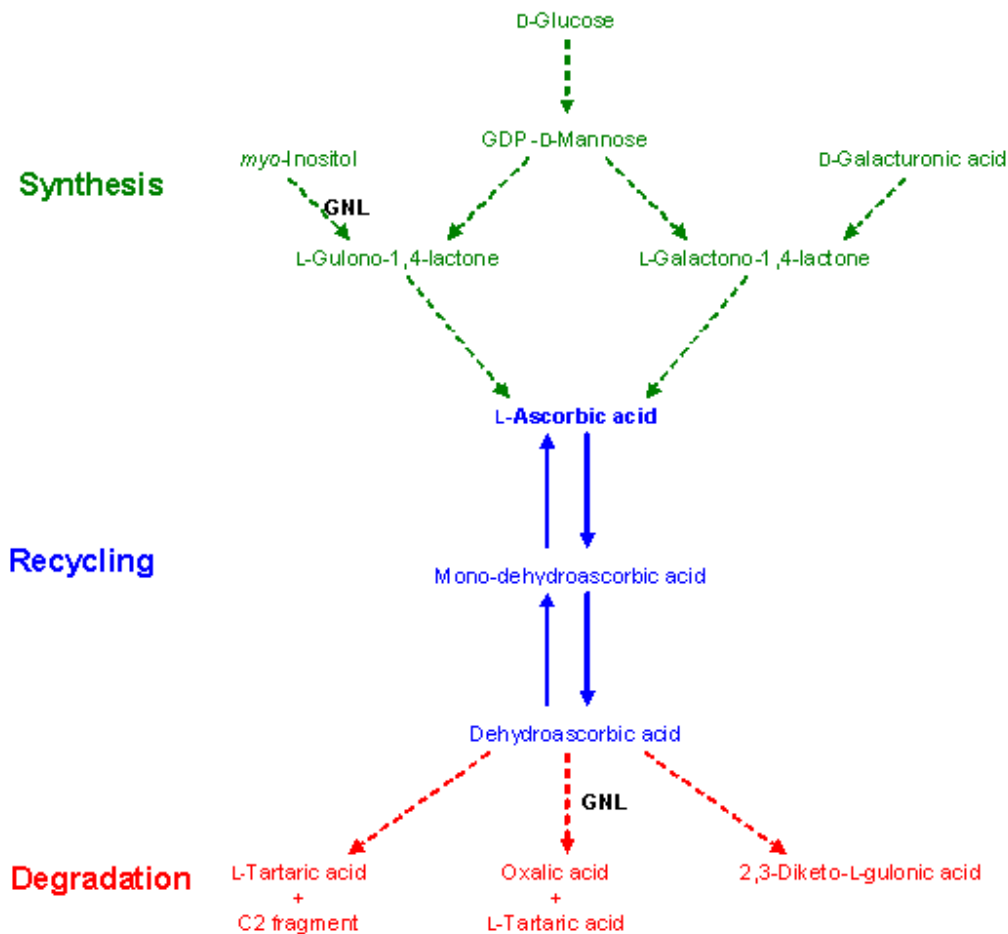 D-Glucose
GDP-D-Mannose
myo-Inositol
D-Galacturonic acid
Synthesis
GNL
L-Gulono-1,4-lactone
L-Galactono-1,4-lactone
L-Ascorbic acid
Recycling
Mono-dehydroascorbic acid
Dehydroascorbic acid
GNL
Degradation
L-Tartaric acid
+
C2 fragment
Oxalic acid
+
L-Tartaric acid
2,3-Diketo-L-gulonic acid